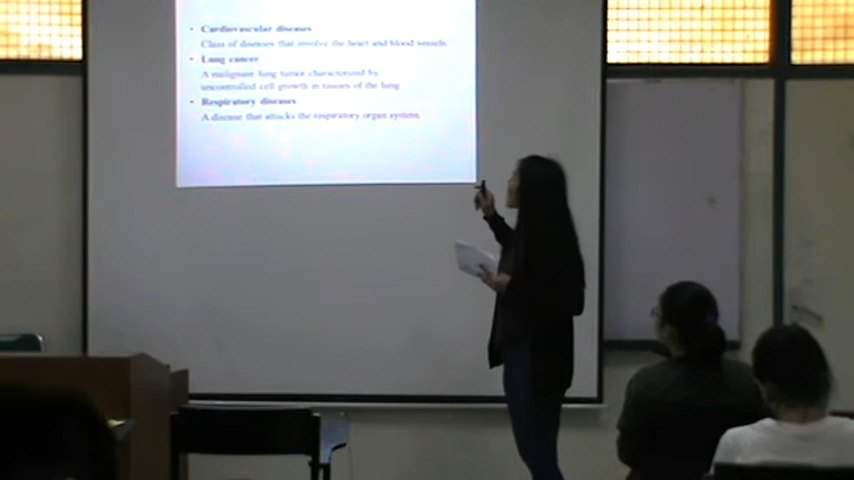 • Cardiovascular diseases
Class of diseases that involve the heart and blood vessels.
• Lung cancer
A malignant lung tumor characterized by
uncontrolled cell growth in tissues of the lung.
• Respiratory diseases
A disease that attacks the respiratory organ system.